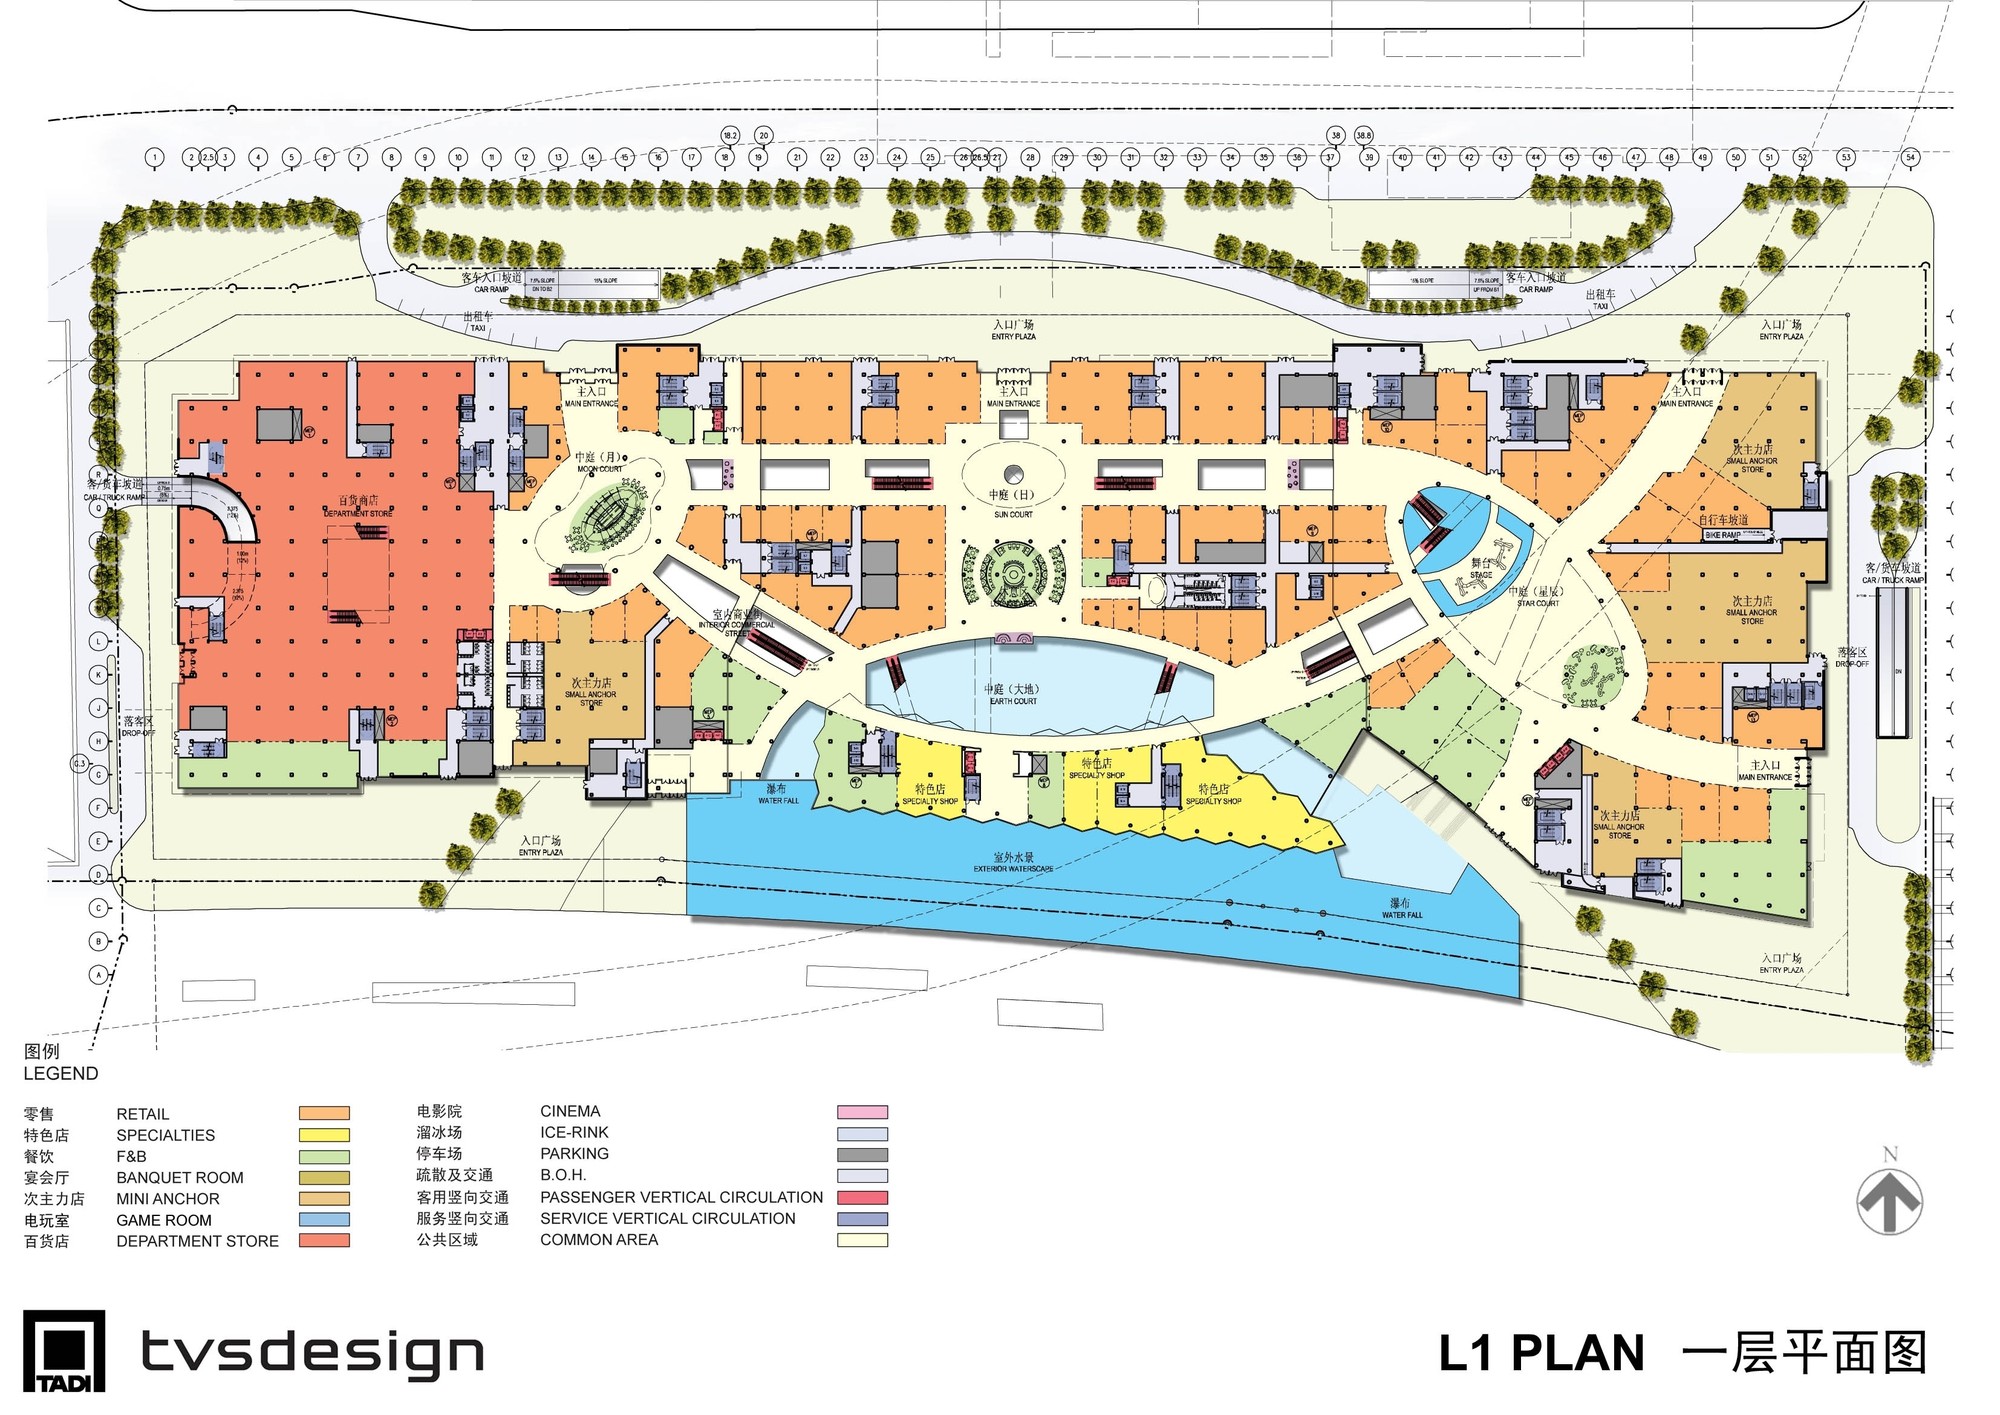 18.2
20
38
38.8
1
2
2.5
3
4
5
6
7
8
9
10
11
12
13
14
15
16
17
18
19
21
22
23
24
25
26
26.5
27
28
29
30
31
32
33
34
35
36
37
39
40
41
42
43
44
45
46
47
48
49
50
51
52
53
54
客车入口坡道
CAR RAMP
7.5% SLOPE
DN TO B2
15% SLOPE
15% SLOPE
7.5% SLOPE
UP FROM B1
客车入口坡道
CAR RAMP
出租车
TAXI
出租车
TAXI
入口广场
ENTRY PLAZA
入口广场
ENTRY PLAZA
主入口
MAIN ENTRANCE
主入口
MAIN ENTRANCE
主入口
MAIN ENTRANCE
中庭（月）
MOON COURT
次主力店
SMALL ANCHOR
STORE
R
客/货车坡道
CAR / TRUCK RAMP
百货商店
DEPARTMENT STORE
中庭（日）
SUN COURT
Q
自行车坡道
BIKE RAMP
舞台
STAGE
中庭（星辰）
STAR COURT
客/货车坡道
CAR / TRUCK RAMP
次主力店
SMALL ANCHOR
STORE
室内商业街
INTERIOR COMMERCIAL
STREET
L
K
J
H
G
F
E
D
C
B
A
G.3
落客区
DROP-OFF
次主力店
SMALL ANCHOR
STORE
中庭（大地）
EARTH COURT
落客区
DROP-OFF
DN
主入口
MAIN ENTRANCE
瀑布
WATER FALL
特色店
SPECIALTY SHOP
特色店
SPECIALTY SHOP
特色店
SPECIALTY SHOP
次主力店
SMALL ANCHOR
STORE
入口广场
ENTRY PLAZA
室外水景
EXTERIOR WATERSCAPE
瀑布
WATER FALL
入口广场
ENTRY PLAZA
图例
LEGEND
零售 RETAIL
特色店 SPECIALTIES
餐饮 F&B
宴会厅 BANQUET ROOM
次主力店 MINI ANCHOR
电玩室 GAME ROOM
百货店 DEPARTMENT STORE
电影院 CINEMA
溜冰场 ICE-RINK
停车场 PARKING
疏散及交通 B.O.H.
客用竖向交通 PASSENGER VERTICAL CIRCULATION
服务竖向交通 SERVICE VERTICAL CIRCULATION
公共区域 COMMON AREA
N
TADI
tvsdesign
L1 PLAN 一层平面图